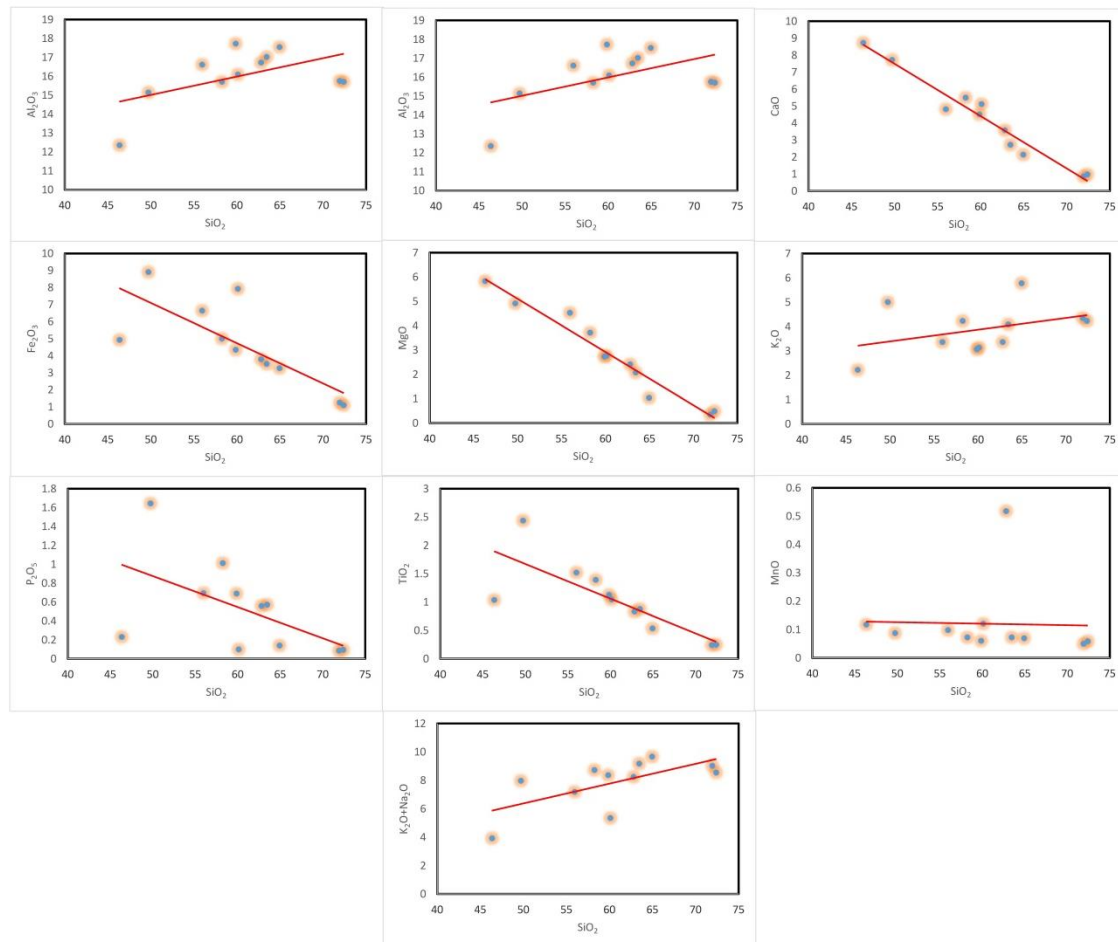 19
18
17
16
15
14
13
12
11
10
Al₂O₃
40 45 50 55 60 65 70 75
SiO₂
19
18
17
16
15
14
13
12
11
10
Al₂O₃
40 45 50 55 60 65 70 75
SiO₂
10
9
8
7
6
5
4
3
2
1
0
CaO
40 45 50 55 60 65 70 75
SiO₂
10
9
8
7
6
5
4
3
2
1
0
Fe₂O₃
40 45 50 55 60 65 70 75
SiO₂
7
6
5
4
3
2
1
0
MgO
40 45 50 55 60 65 70 75
SiO₂
7
6
5
4
3
2
1
0
K₂O
40 45 50 55 60 65 70 75
SiO₂
1.8
1.6
1.4
1.2
1
0.8
0.6
0.4
0.2
0
P₂O₅
40 45 50 55 60 65 70 75
SiO₂
3
2.5
2
1.5
1
0.5
0
TiO₂
40 45 50 55 60 65 70 75
SiO₂
0.6
0.5
0.4
0.3
0.2
0.1
0
MnO
40 45 50 55 60 65 70 75
SiO₂
12
10
8
6
4
2
0
K₂O+Na₂O
40 45 50 55 60 65 70 75
SiO₂